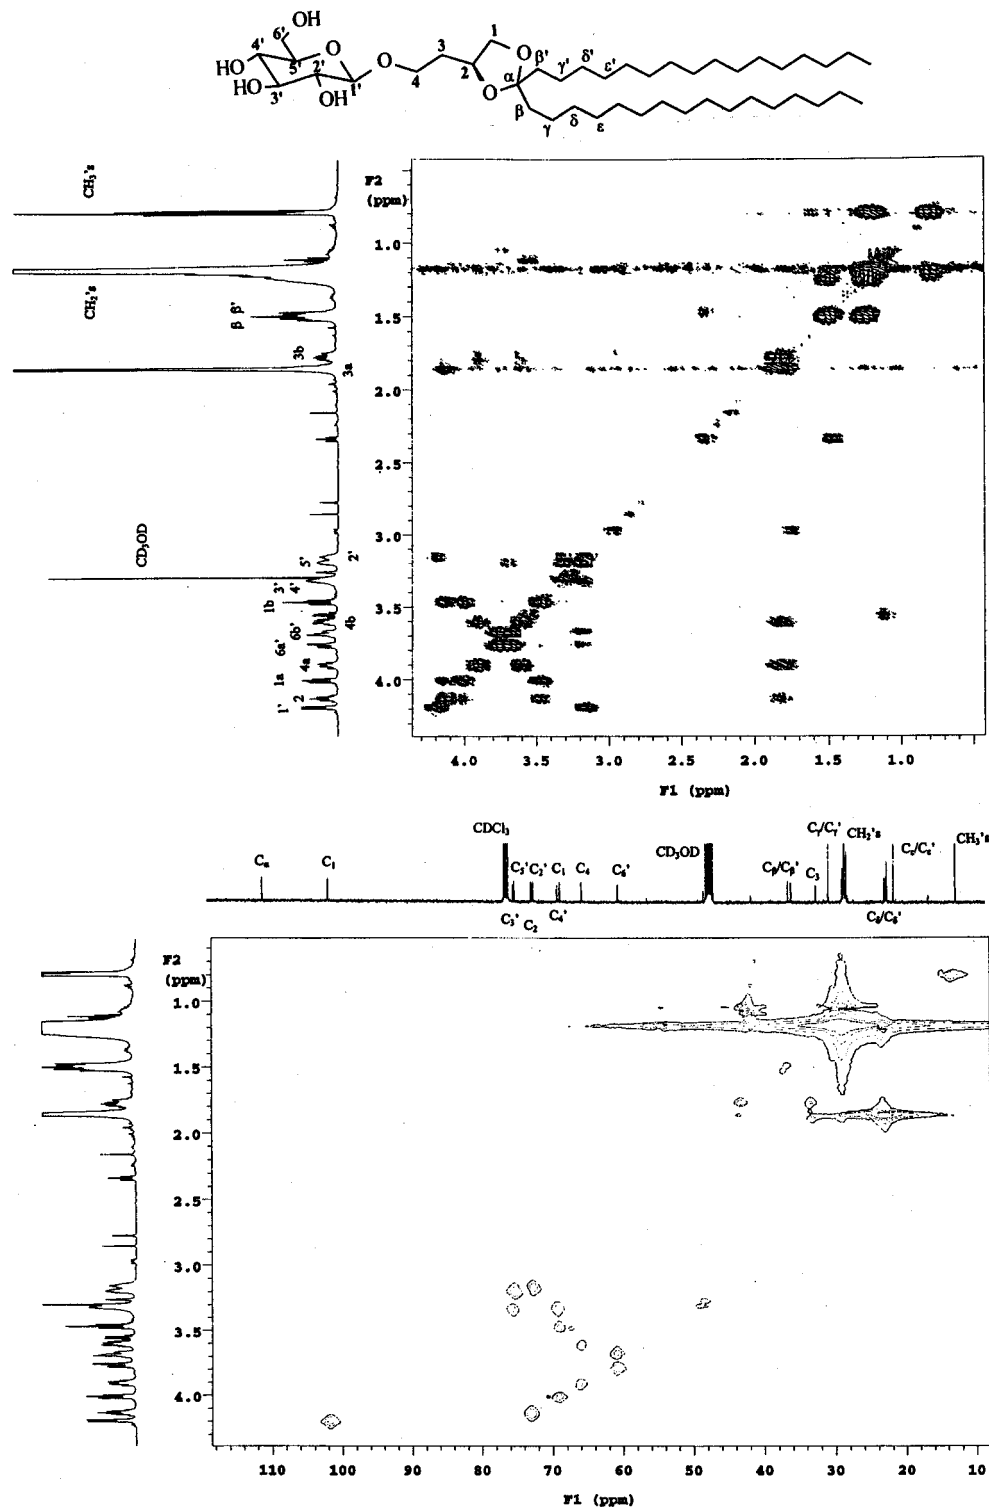 OH
6'
4'
O
HO
5'
2'
HO
3'
OH
1'
O
4
3
2
1
O
O
α
β'
γ'
δ'
ε'
β
γ
δ
ε
CH3's
CH2's
β β'
3b
3a
CD3OD
5'
2'
3'
4'
1b
4b
6b'
6a'
4a
1a
2
1'
F2
(ppm)
1.0
1.5
2.0
2.5
3.0
3.5
4.0
4.0 3.5 3.0 2.5 2.0 1.5 1.0
F1 (ppm)
Cα
C1
CDCl3
C5'
C2'
C1
C4
C6'
CD3OD
Cβ/Cβ'
C3
Cγ/Cγ'
CH2's
Cε/Cε'
CH3's
C3'
C2
C4'
Cδ/Cδ'
F2
(ppm)
1.0
1.5
2.0
2.5
3.0
3.5
4.0
110 100 90 80 70 60 50 40 30 20 10
F1 (ppm)